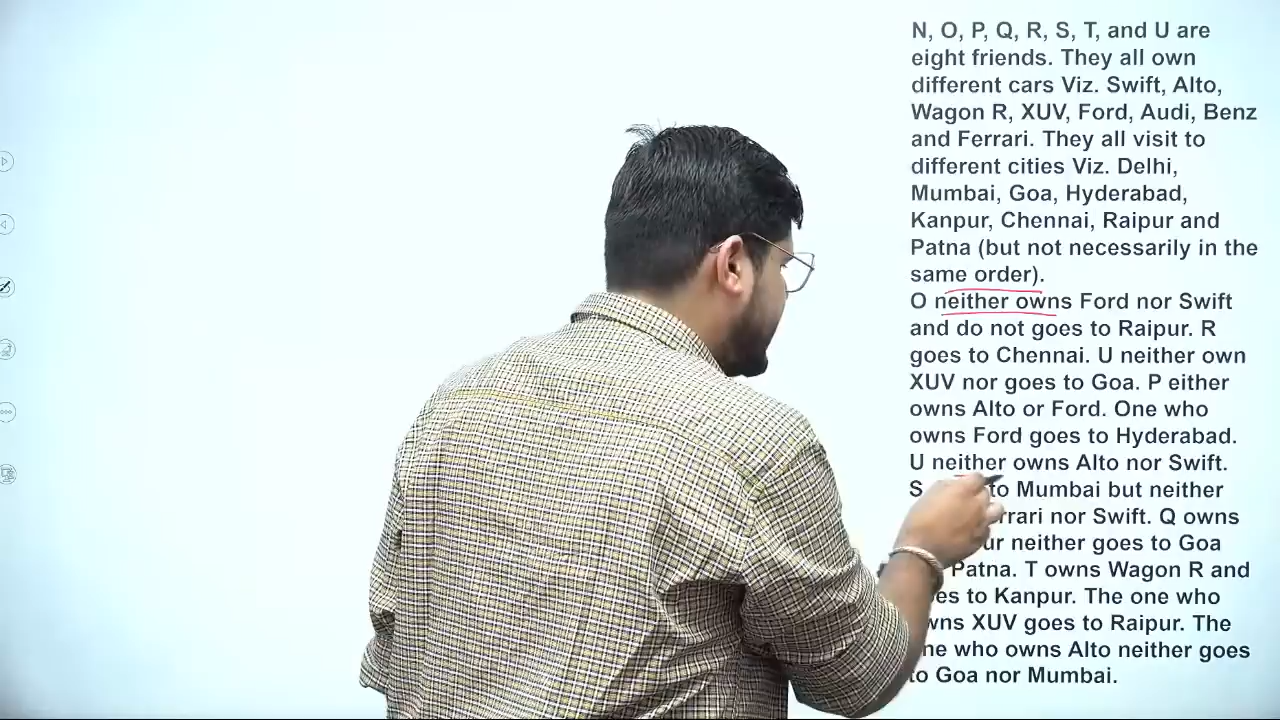 N, O, P, Q, R, S, T, and U are
eight friends. They all own
different cars Viz. Swift, Alto,
Wagon R, XUV, Ford, Audi, Benz
and Ferrari. They all visit to
different cities Viz. Delhi,
Mumbai, Goa, Hyderabad,
Kanpur, Chennai, Raipur and
Patna (but not necessarily in the
same order).
O neither owns Ford nor Swift
and do not goes to Raipur. R
goes to Chennai. U neither own
XUV nor goes to Goa. P either
owns Alto or Ford. One who
owns Ford goes to Hyderabad.
U neither owns Alto nor Swift.
S to Mumbai but neither
nor Swift. Q owns
neither goes to Goa
Patna. T owns Wagon R and
to Kanpur. The one who
owns XUV goes to Raipur. The
one who owns Alto neither goes
to Goa nor Mumbai.